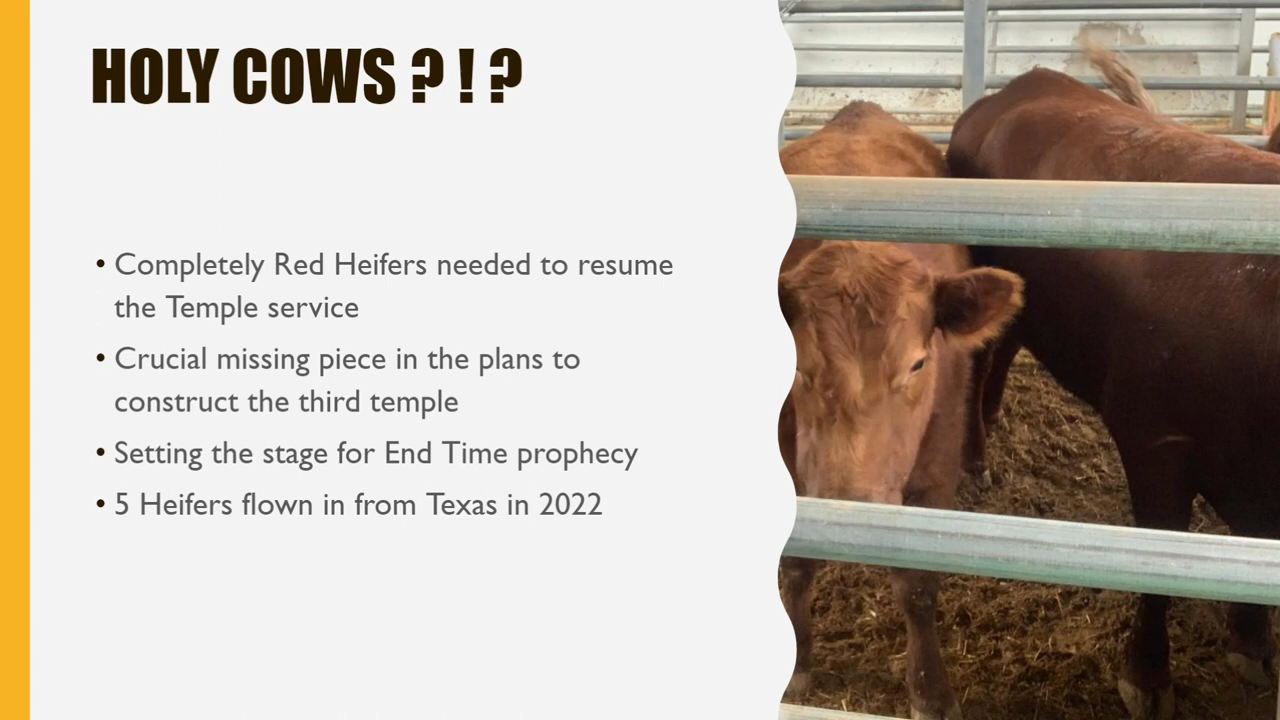 HOLY COWS ? ! ?
• Completely Red Heifers needed to resume
the Temple service
• Crucial missing piece in the plans to
construct the third temple
• Setting the stage for End Time prophecy
• 5 Heifers flown in from Texas in 2022